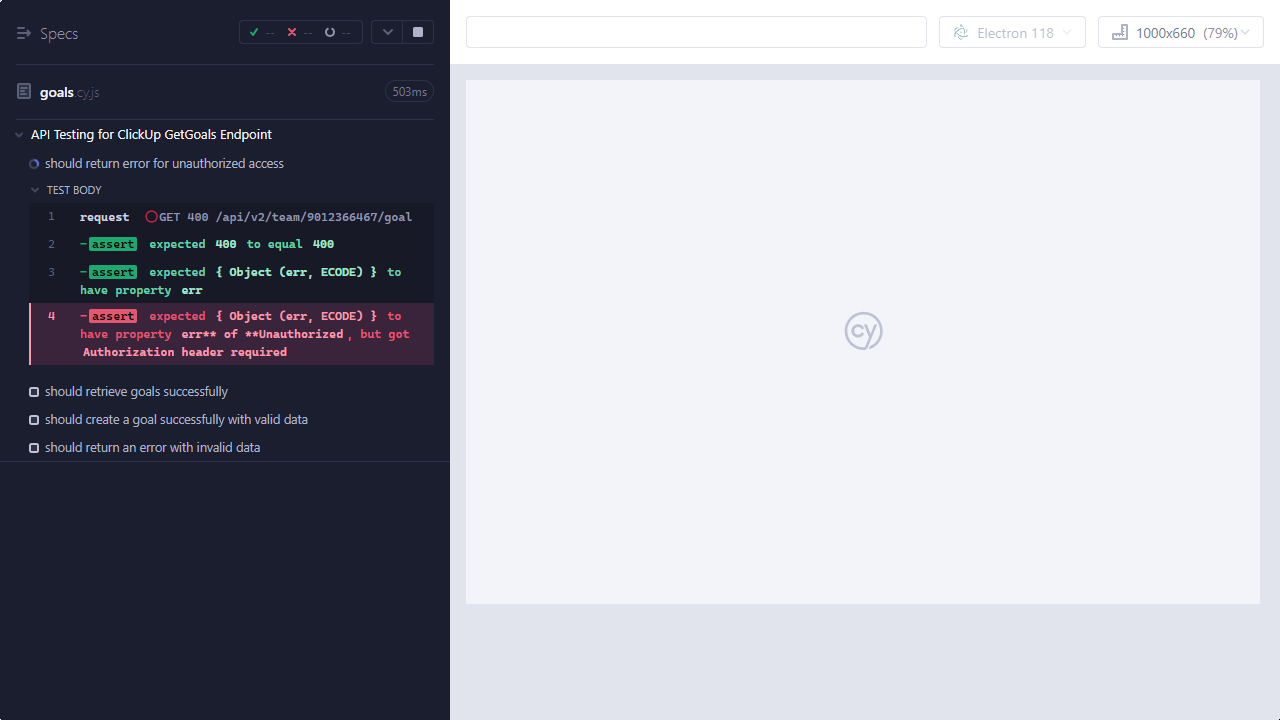 Specs
-- -- --
goals.cy.js
503ms
API Testing for ClickUp GetGoals Endpoint
should return error for unauthorized access
TEST BODY
1 request GET 400 /api/v2/team/9012366467/goal
2 -assert expected 400 to equal 400
3 -assert expected { Object (err, ECODE) } to
have property err
4 -assert expected { Object (err, ECODE) } to
have property err** of **Unauthorized, but got
Authorization header required
should retrieve goals successfully
should create a goal successfully with valid data
should return an error with invalid data
Electron 118
1000x660 (79%)
cy